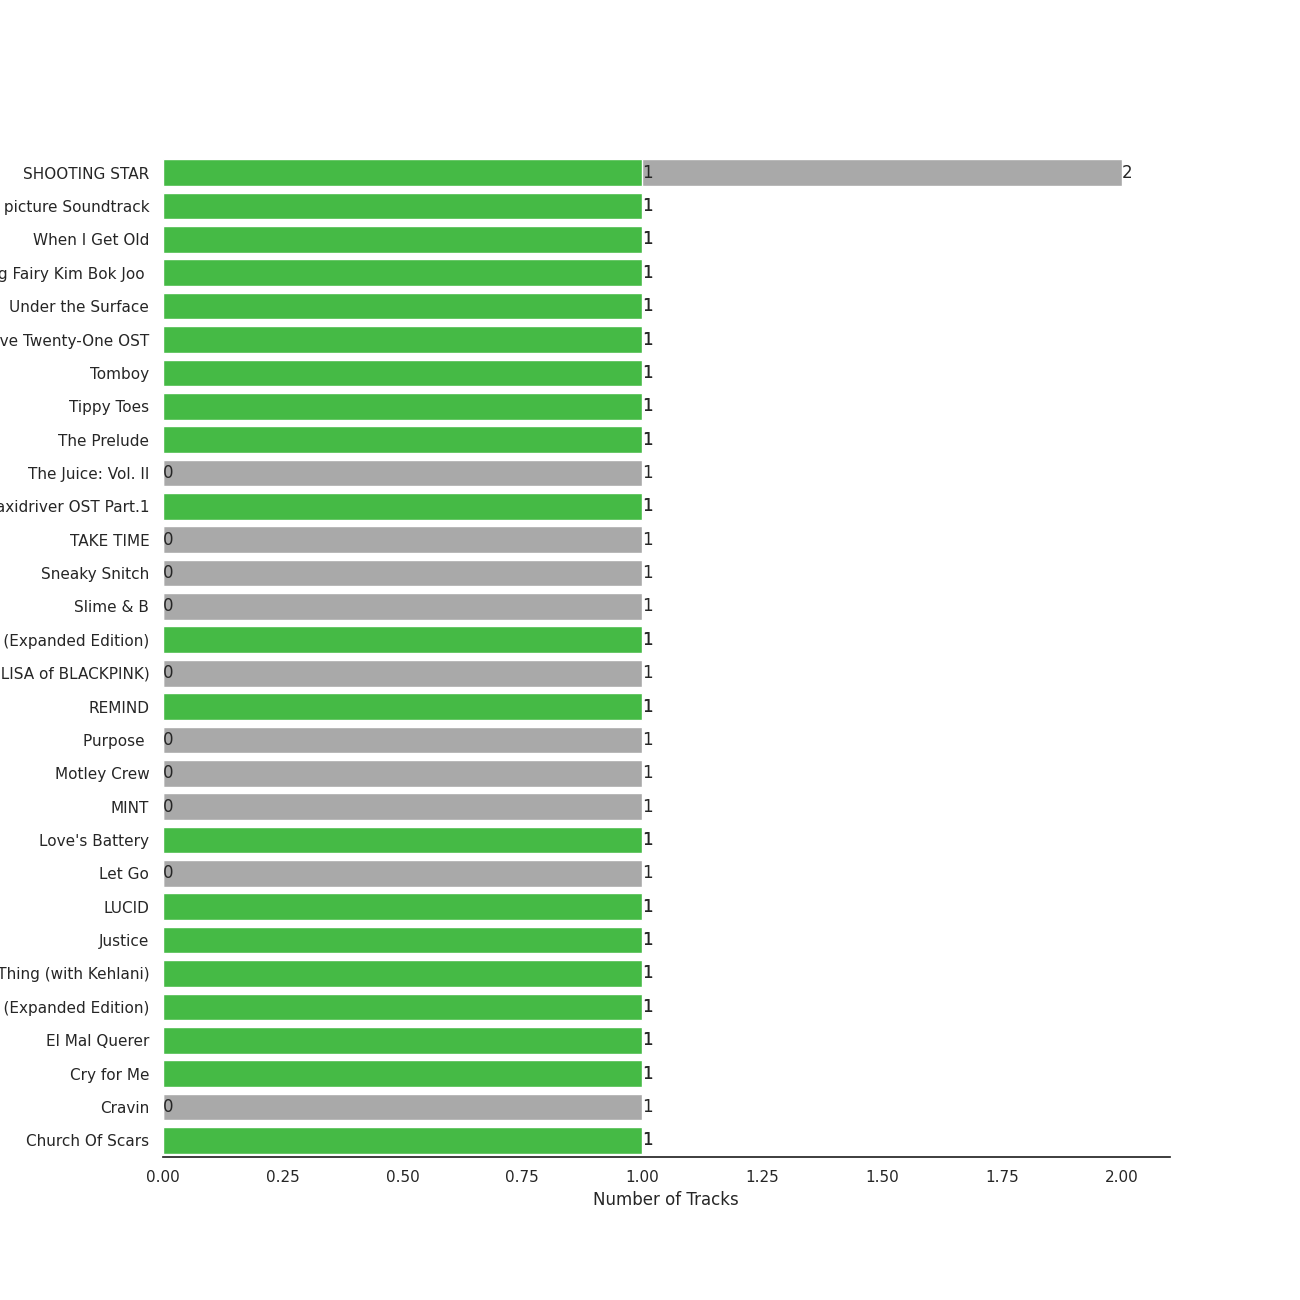 SHOOTING STAR 1 2
picture Soundtrack 1
When I Get Old 1
g Fairy Kim Bok Joo 1
Under the Surface 1
ve Twenty-One OST 1
Tomboy 1
Tippy Toes 1
The Prelude 1
The Juice: Vol. II 0 1
axidriver OST Part.1 1
TAKE TIME 0 1
Sneaky Snitch 0 1
Slime & B 0 1
(Expanded Edition) 1
LISA of BLACKPINK) 0 1
REMIND 1
Purpose 0 1
Motley Crew 0 1
MINT 0 1
Love's Battery 1
Let Go 0 1
LUCID 1
Justice 1
Thing (with Kehlani) 1
(Expanded Edition) 1
El Mal Querer 1
Cry for Me 1
Cravin 0 1
Church Of Scars 1
0.00 0.25 0.50 0.75 1.00 1.25 1.50 1.75 2.00
Number of Tracks